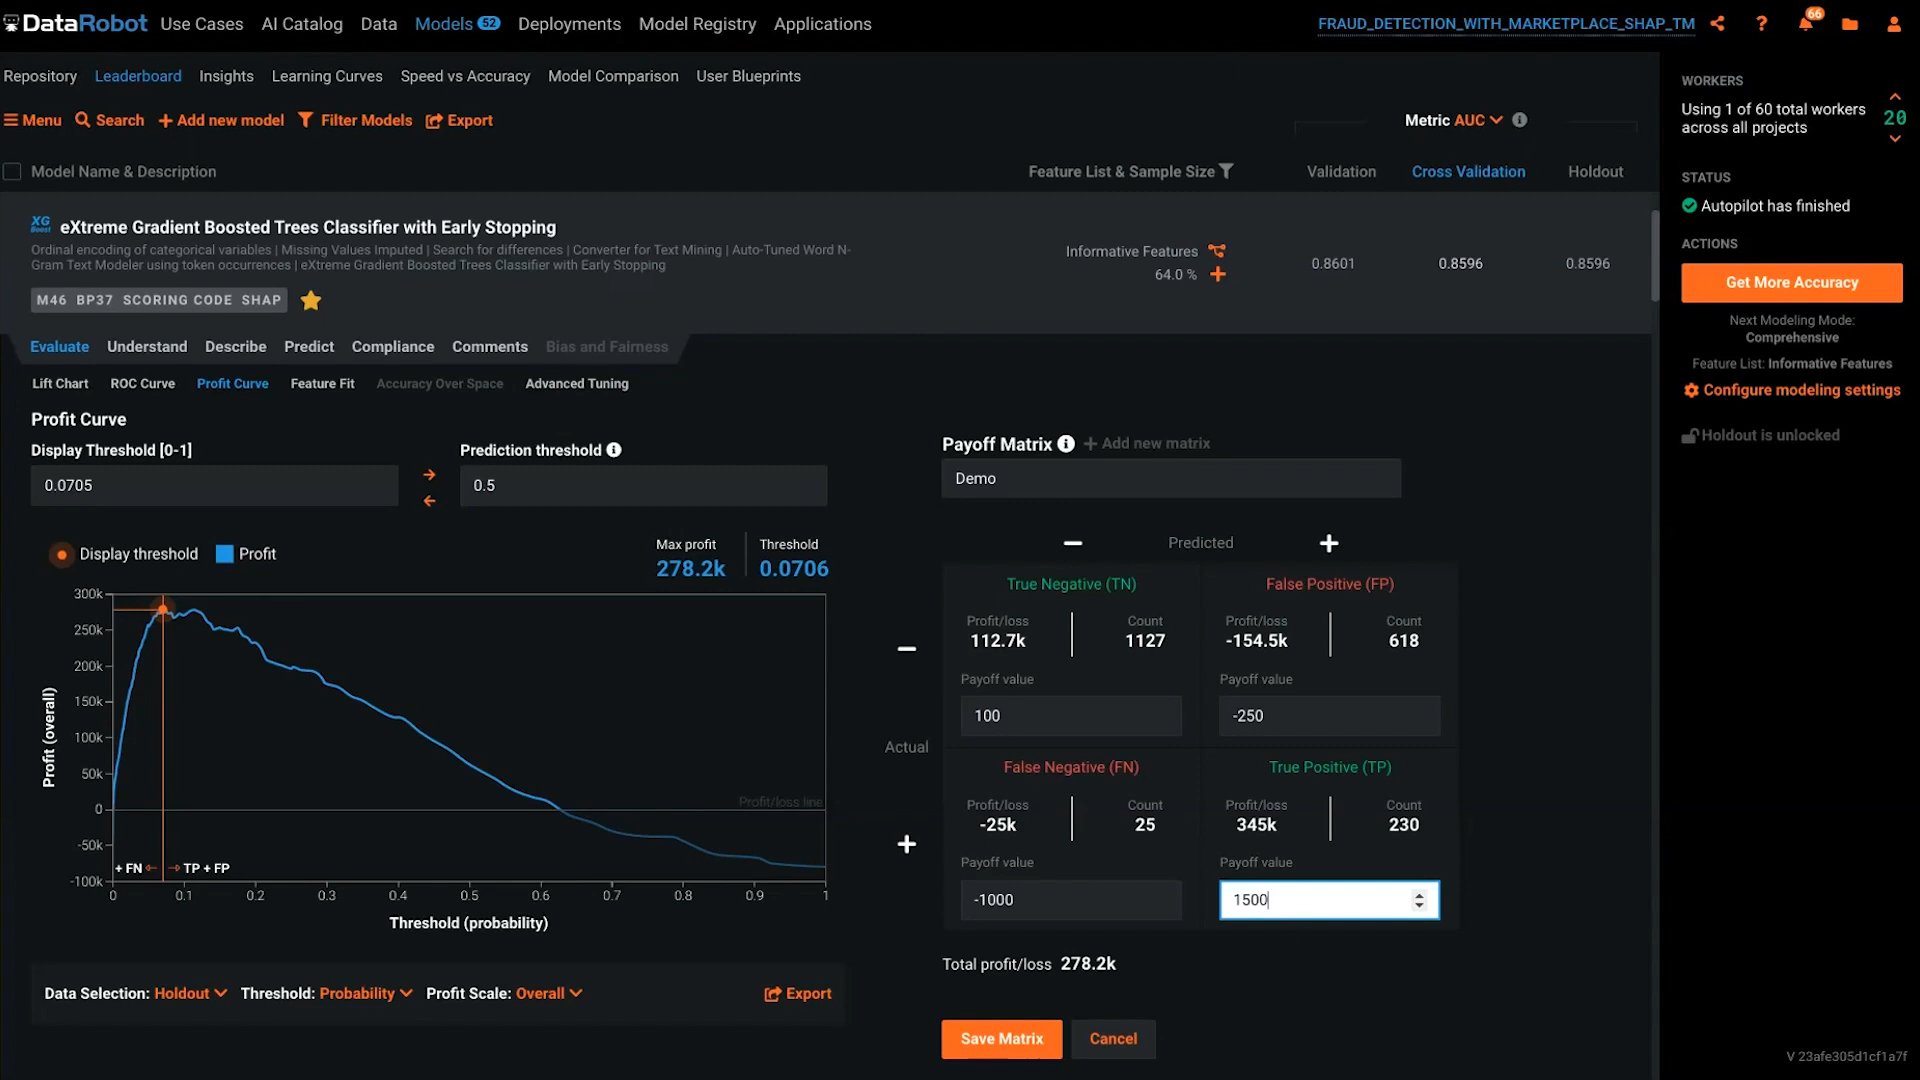 DataRobot Use Cases AI Catalog Data Models 52 Deployments Model Registry Applications FRAUD_DETECTION_WITH_MARKETPLACE_SHAP_TM ? 66
Repository Leaderboard Insights Learning Curves Speed vs Accuracy Model Comparison User Blueprints
Menu Search + Add new model Filter Models Export Metric AUC
Model Name & Description Feature List & Sample Size Validation Cross Validation Holdout
XG Boost eXtreme Gradient Boosted Trees Classifier with Early Stopping
Ordinal encoding of categorical variables | Missing Values Imputed | Search for differences | Converter for Text Mining | Auto-Tuned Word N-
Gram Text Modeler using token occurrences | eXtreme Gradient Boosted Trees Classifier with Early Stopping
Informative Features
64.0 % +
0.8601 0.8596 0.8596
M46 BP37 SCORING CODE SHAP
Evaluate Understand Describe Predict Compliance Comments Bias and Fairness
Lift Chart ROC Curve Profit Curve Feature Fit Accuracy Over Space Advanced Tuning
Profit Curve
Display Threshold [0-1] Prediction threshold
0.0705 0.5
Display threshold Profit
Max profit Threshold
278.2k 0.0706
300k
250k
200k
150k
100k
50k
0
-50k
-100k
Profit (overall)
Profit/loss line
+ FN ← → TP + FP
0 0.1 0.2 0.3 0.4 0.5 0.6 0.7 0.8 0.9 1
Threshold (probability)
Data Selection: Holdout Threshold: Probability Profit Scale: Overall Export
Payoff Matrix + Add new matrix
Demo
− Predicted +
Actual
−
+
True Negative (TN)
Profit/loss Count
112.7k 1127
Payoff value
100
False Positive (FP)
Profit/loss Count
-154.5k 618
Payoff value
-250
False Negative (FN)
Profit/loss Count
-25k 25
Payoff value
-1000
True Positive (TP)
Profit/loss Count
345k 230
Payoff value
1500
Total profit/loss 278.2k
Save Matrix Cancel
WORKERS
Using 1 of 60 total workers
across all projects
20
STATUS
Autopilot has finished
ACTIONS
Get More Accuracy
Next Modeling Mode:
Comprehensive
Feature List: Informative Features
Configure modeling settings
Holdout is unlocked
V 23afe305d1cf1a7f